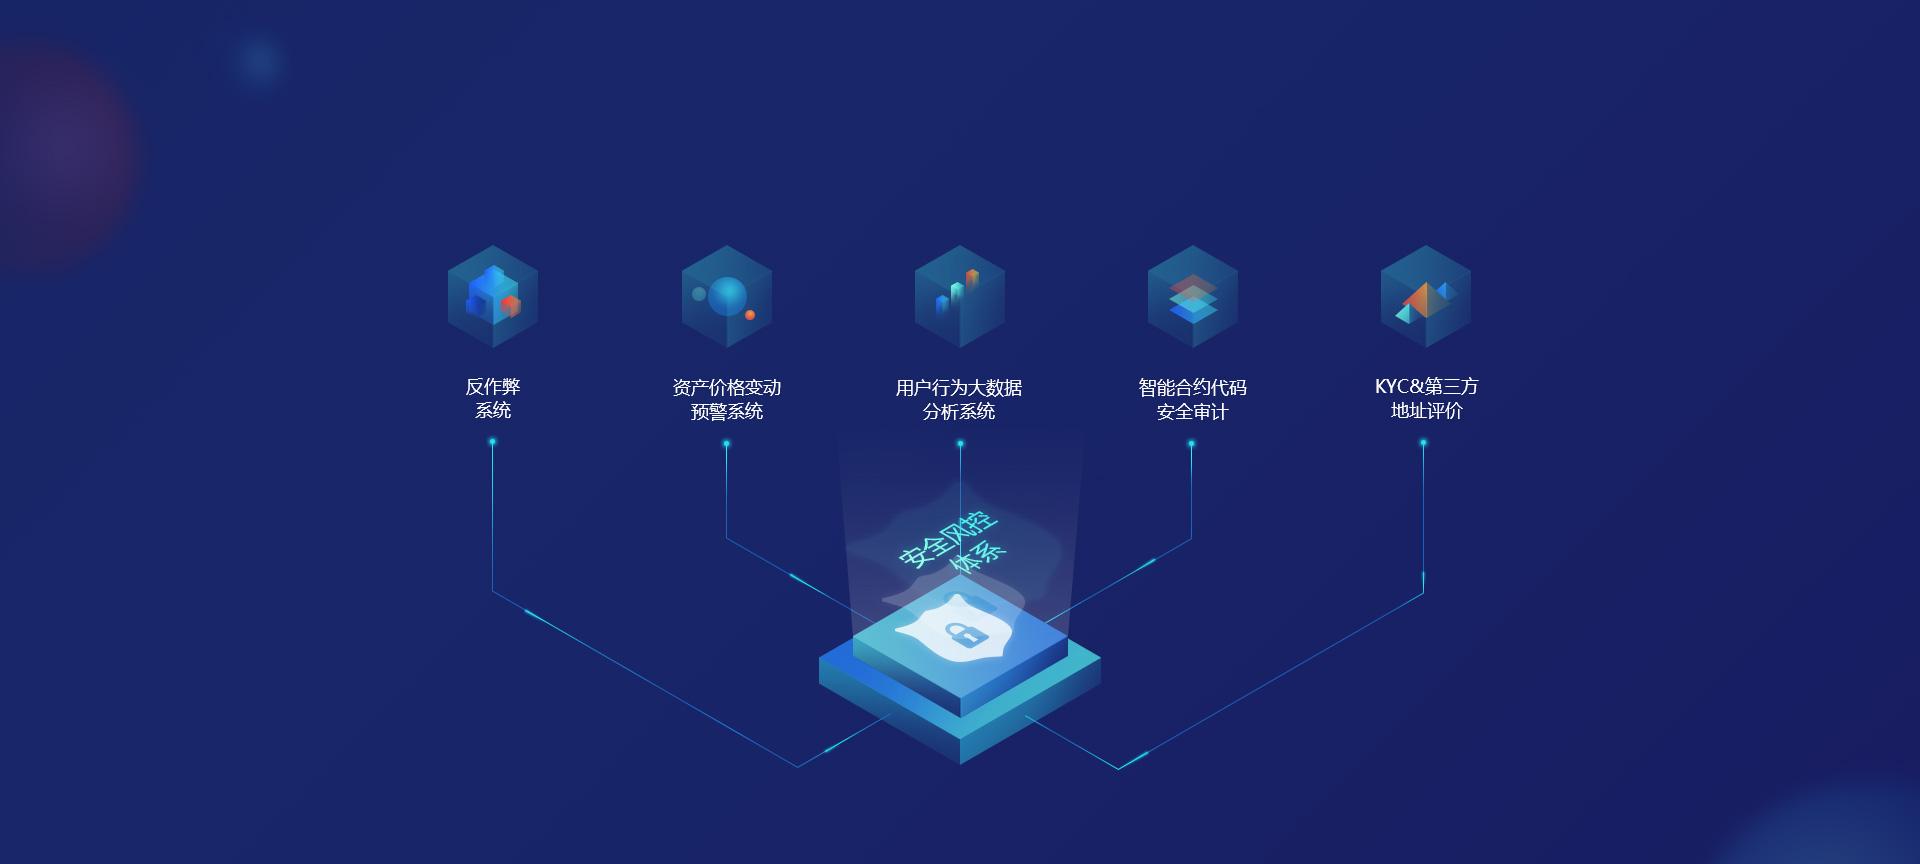 反作弊
系统
资产价格变动
预警系统
用户行为大数据
分析系统
智能合约代码
安全审计
KYC&第三方
地址评价
安全风控
体系